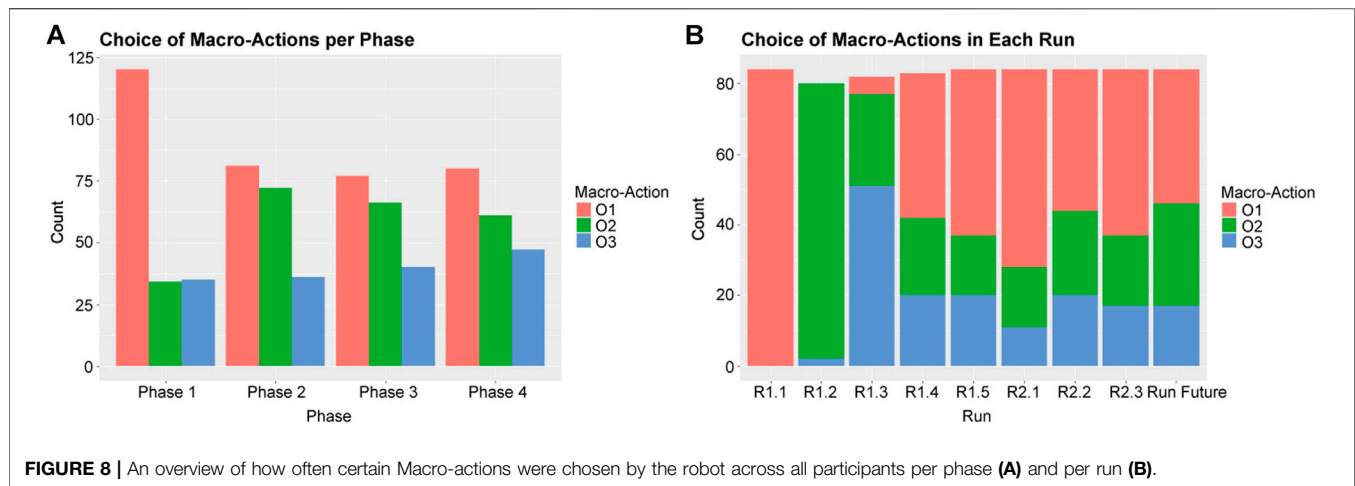 A
Choice of Macro-Actions per Phase
125
100
75
50
25
0
Count
Phase 1 Phase 2 Phase 3 Phase 4
Phase
Macro-Action
O1
O2
O3
B
Choice of Macro-Actions in Each Run
80
60
40
20
0
Count
R1.1 R1.2 R1.3 R1.4 R1.5 R2.1 R2.2 R2.3 Run Future
Run
Macro-Action
O1
O2
O3
FIGURE 8 | An overview of how often certain Macro-actions were chosen by the robot across all participants per phase (A) and per run (B).